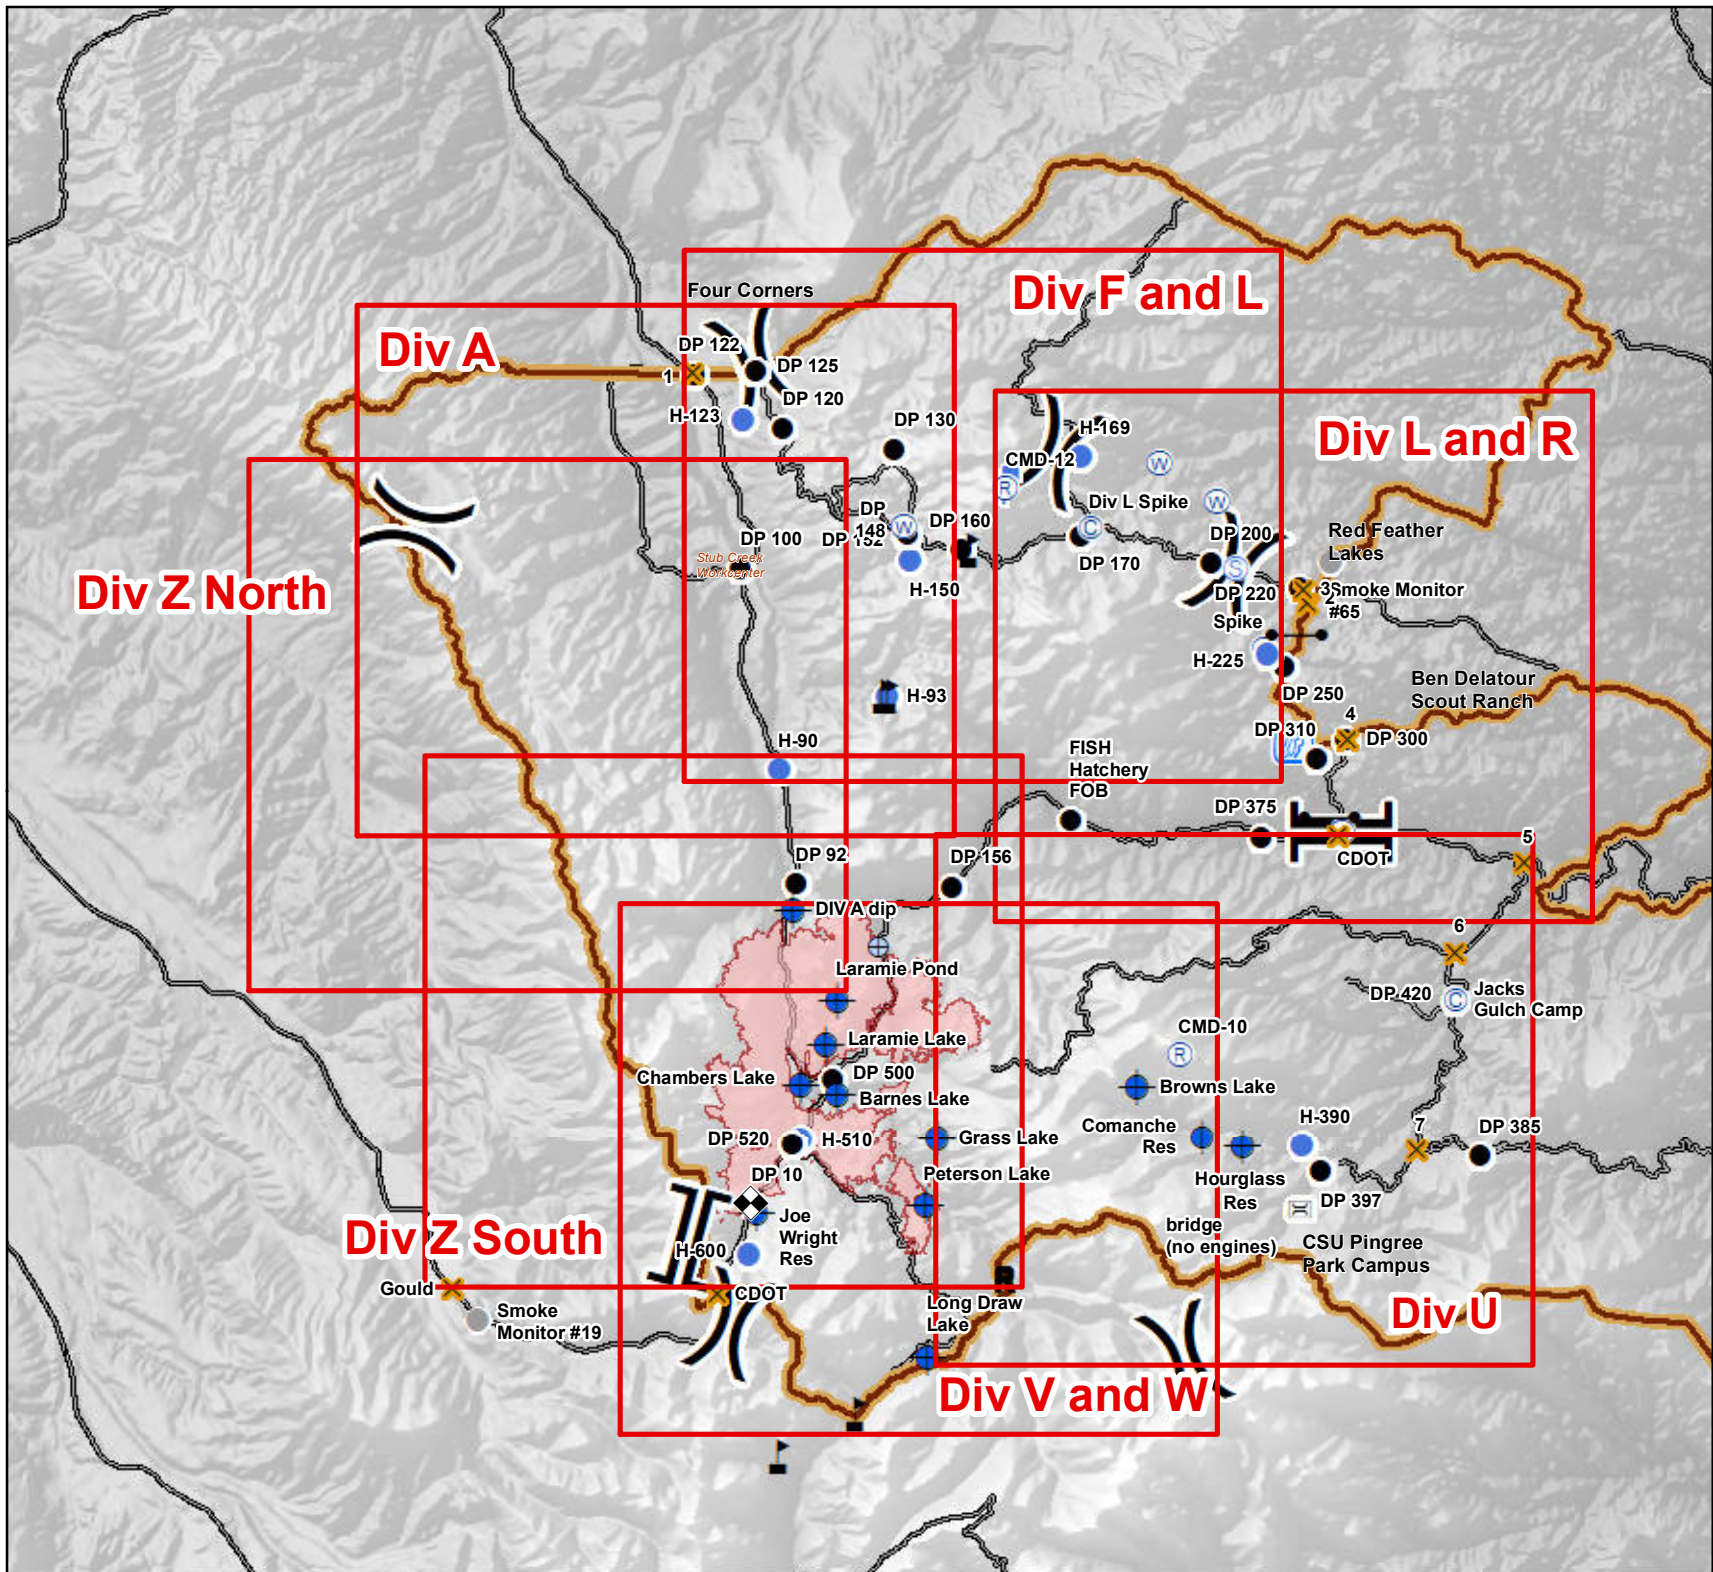 Div F and L
Four Corners
Div A
DP 122
DP 125
1
DP 120
H-123
DP 130
H-169
Div L and R
CMD-12
Div L Spike
DP
148
DP 160
DP 100
DP 152
Stub Creek
Workcenter
DP 170
DP 200
Red Feather
Lakes
H-150
DP 220
3
2
Smoke Monitor
#65
Div Z North
Spike
H-225
DP 250
Ben Delatour
Scout Ranch
H-93
4
DP 310
DP 300
H-90
FISH
Hatchery
FOB
DP 375
CDOT
5
DP 92
DP 156
DIV A dip
6
Laramie Pond
DP 420
Jacks
Gulch Camp
CMD-10
Laramie Lake
Chambers Lake
DP 500
Barnes Lake
Browns Lake
DP 520
H-510
Grass Lake
Comanche
Res
H-390
7
DP 385
DP 10
Peterson Lake
Hourglass
Res
DP 397
Joe
Wright
Res
H-600
bridge
(no engines)
CSU Pingree
Park Campus
Div Z South
Gould
CDOT
Smoke
Monitor #19
Long Draw
Lake
Div U
Div V and W
W
W
W
R
C
S
C
R